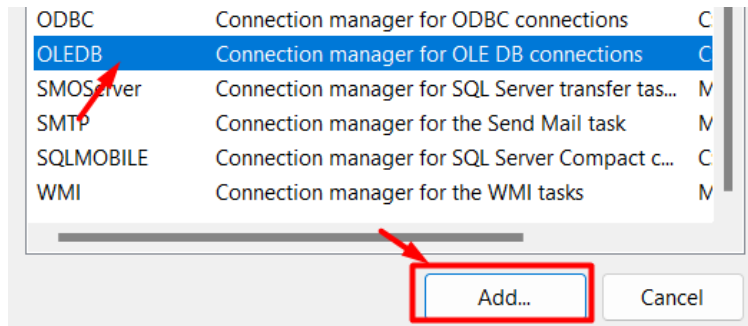 ODBC Connection manager for ODBC connections C
OLEDB Connection manager for OLE DB connections C
SMOServer Connection manager for SQL Server transfer tas... M
SMTP Connection manager for the Send Mail task M
SQLMOBILE Connection manager for SQL Server Compact c... C
WMI Connection manager for the WMI tasks M
Add... Cancel